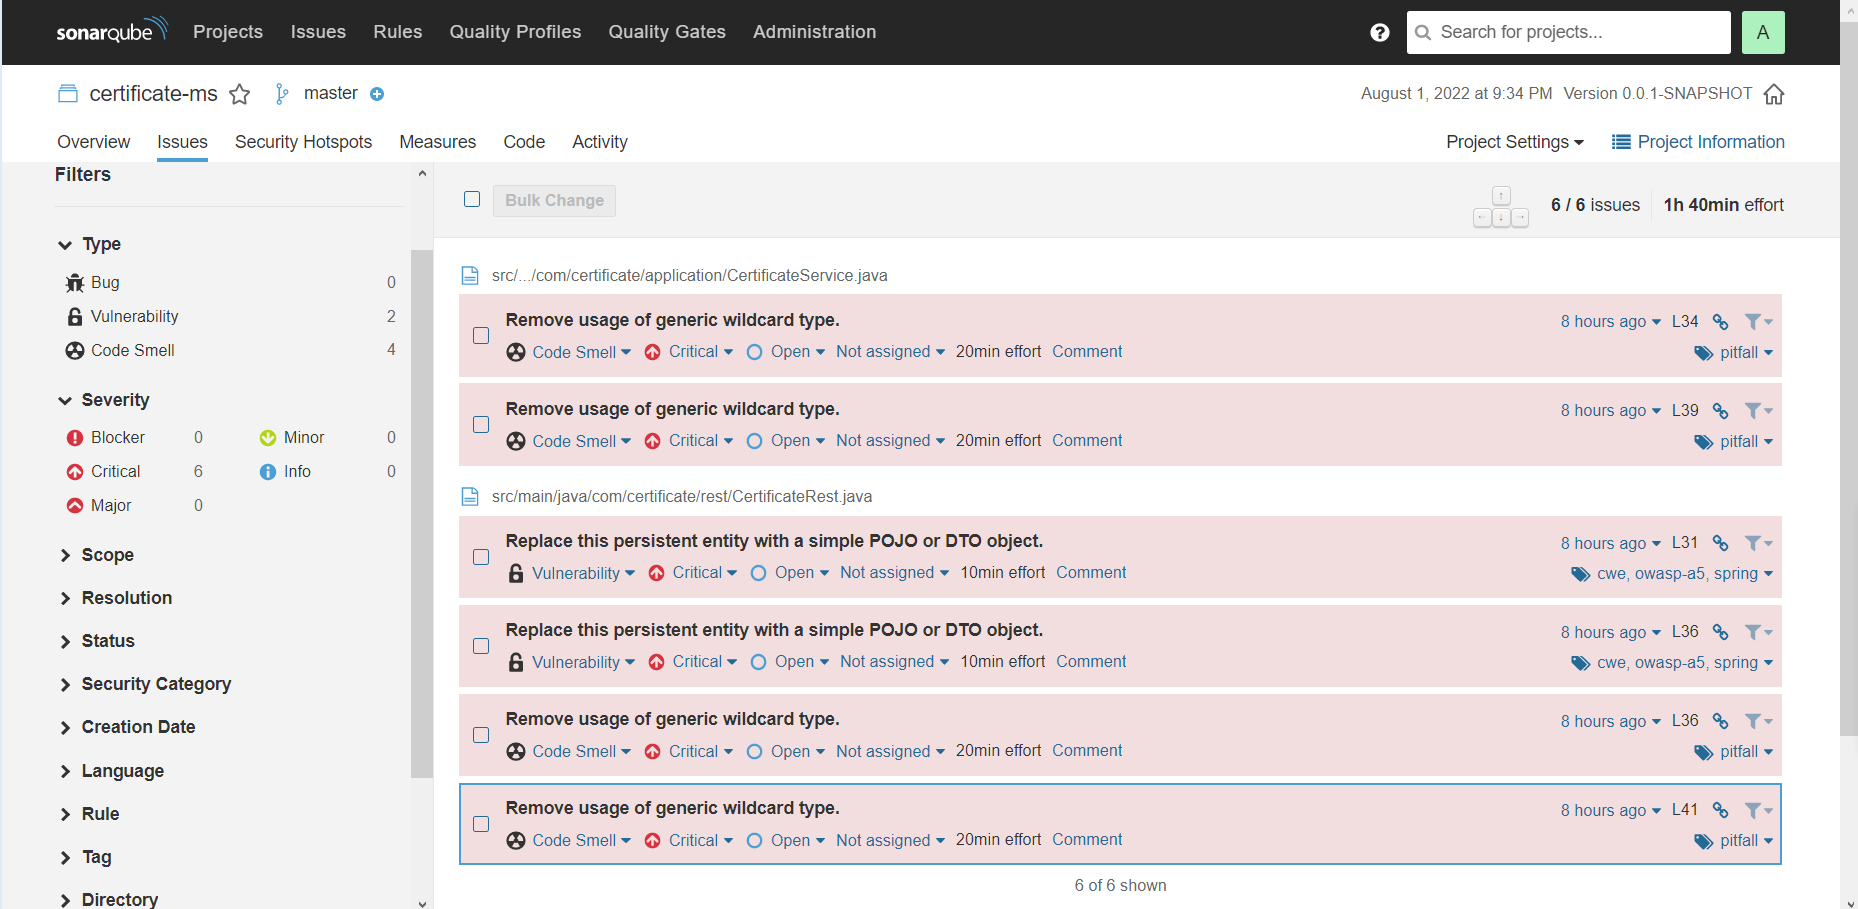 sonarqube Projects Issues Rules Quality Profiles Quality Gates Administration ? Search for projects... A
certificate-ms master August 1, 2022 at 9:34 PM Version 0.0.1-SNAPSHOT
Overview Issues Security Hotspots Measures Code Activity Project Settings Project Information
Filters
Type
Bug 0
Vulnerability 2
Code Smell 4
Severity
Blocker 0 Minor 0
Critical 6 Info 0
Major 0
Scope
Resolution
Status
Security Category
Creation Date
Language
Rule
Tag
Directory
Bulk Change 6 / 6 issues 1h 40min effort
src/.../com/certificate/application/CertificateService.java
Remove usage of generic wildcard type. 8 hours ago L34
Code Smell Critical Open Not assigned 20min effort Comment pitfall
Remove usage of generic wildcard type. 8 hours ago L39
Code Smell Critical Open Not assigned 20min effort Comment pitfall
src/main/java/com/certificate/rest/CertificateRest.java
Replace this persistent entity with a simple POJO or DTO object. 8 hours ago L31
Vulnerability Critical Open Not assigned 10min effort Comment cwe, owasp-a5, spring
Replace this persistent entity with a simple POJO or DTO object. 8 hours ago L36
Vulnerability Critical Open Not assigned 10min effort Comment cwe, owasp-a5, spring
Remove usage of generic wildcard type. 8 hours ago L36
Code Smell Critical Open Not assigned 20min effort Comment pitfall
Remove usage of generic wildcard type. 8 hours ago L41
Code Smell Critical Open Not assigned 20min effort Comment pitfall
6 of 6 shown